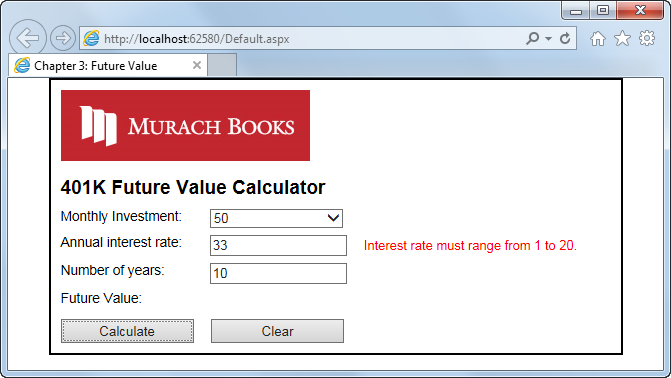 http://localhost:62580/Default.aspx
Chapter 3: Future Value
MURACH BOOKS
401K Future Value Calculator
Monthly Investment: 50
Annual interest rate: 33 Interest rate must range from 1 to 20.
Number of years: 10
Future Value:
Calculate Clear